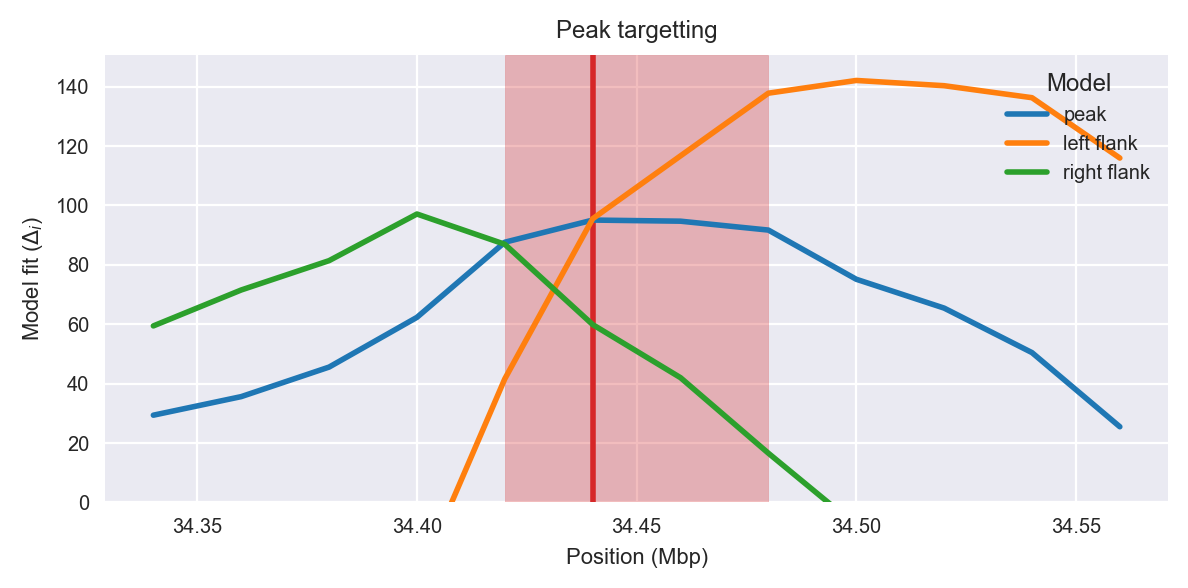 Peak targetting
Model fit (Δi)
140
120
100
80
60
40
20
0
Model
peak
left flank
right flank
34.35 34.40 34.45 34.50 34.55
Position (Mbp)